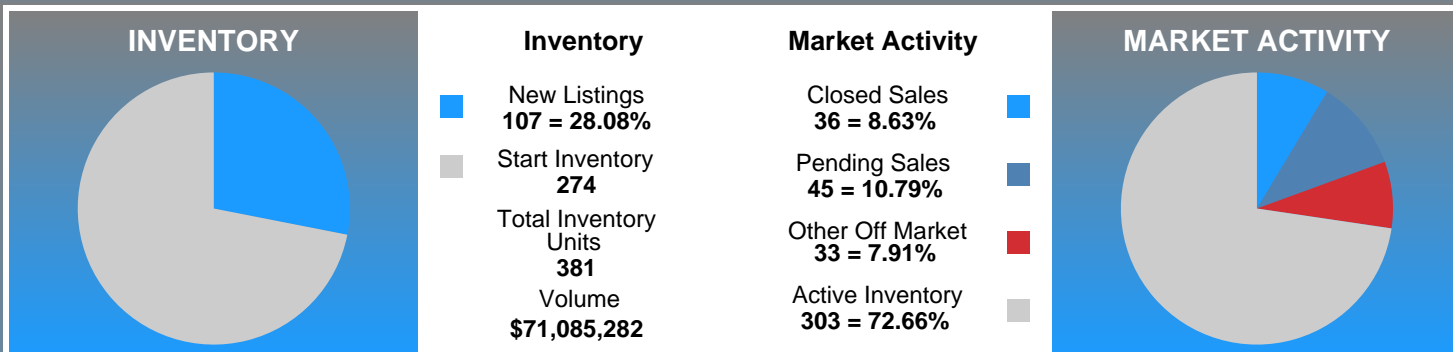 INVENTORY
Inventory
New Listings
107 = 28.08%
Start Inventory
274
Total Inventory
Units
381
Volume
$71,085,282
Market Activity
Closed Sales
36 = 8.63%
Pending Sales
45 = 10.79%
Other Off Market
33 = 7.91%
Active Inventory
303 = 72.66%
MARKET ACTIVITY